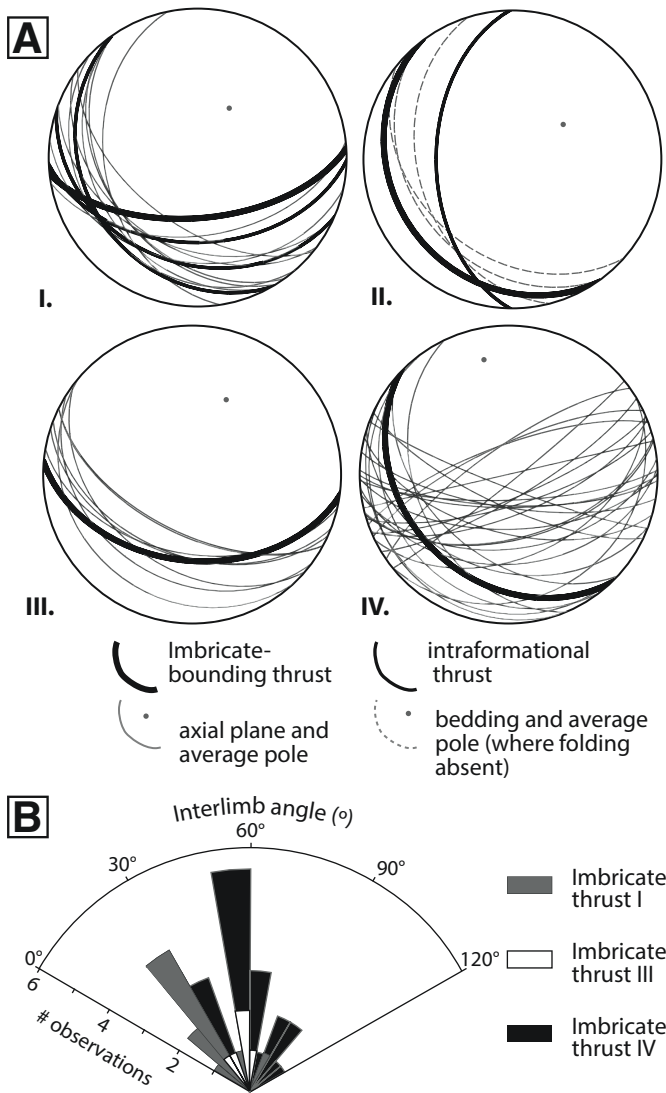 A
I.
II.
III.
IV.
Imbricate-
bounding thrust
intraformational
thrust
axial plane and
average pole
bedding and average
pole (where folding
absent)
B
Interlimb angle (º)
60°
30°
90°
0°
120°
6
4
2
# observations
Imbricate
thrust I
Imbricate
thrust III
Imbricate
thrust IV